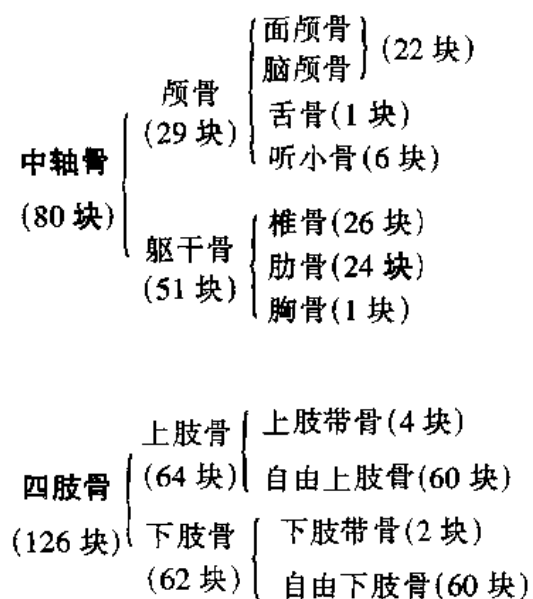 面颅骨
脑颅骨
(22 块)
颅骨
(29 块)
舌骨(1 块)
听小骨(6 块)
中轴骨
(80 块)
躯干骨
(51 块)
椎骨(26 块)
肋骨(24 块)
胸骨(1 块)
上肢骨
(64 块)
上肢带骨(4 块)
自由上肢骨(60 块)
四肢骨
(126 块)
下肢骨
(62 块)
下肢带骨(2 块)
自由下肢骨(60 块)